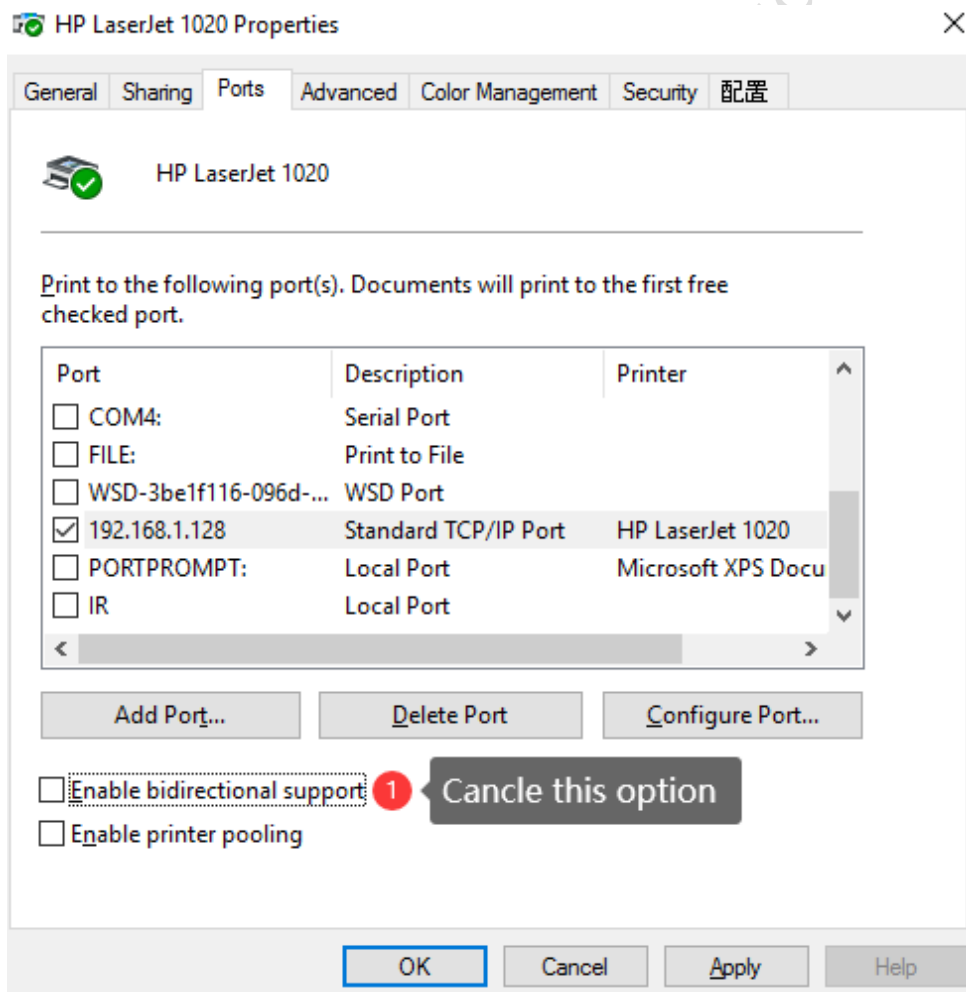 HP LaserJet 1020 Properties
General Sharing Ports Advanced Color Management Security 配置
HP LaserJet 1020
Print to the following port(s). Documents will print to the first free
checked port.
Port Description Printer
COM4: Serial Port
FILE: Print to File
WSD-3be1f116-096d-... WSD Port
192.168.1.128 Standard TCP/IP Port HP LaserJet 1020
PORTPROMPT: Local Port Microsoft XPS Docu
IR Local Port
Add Port... Delete Port Configure Port...
Enable bidirectional support 1 Cancle this option
Enable printer pooling
OK Cancel Apply Help